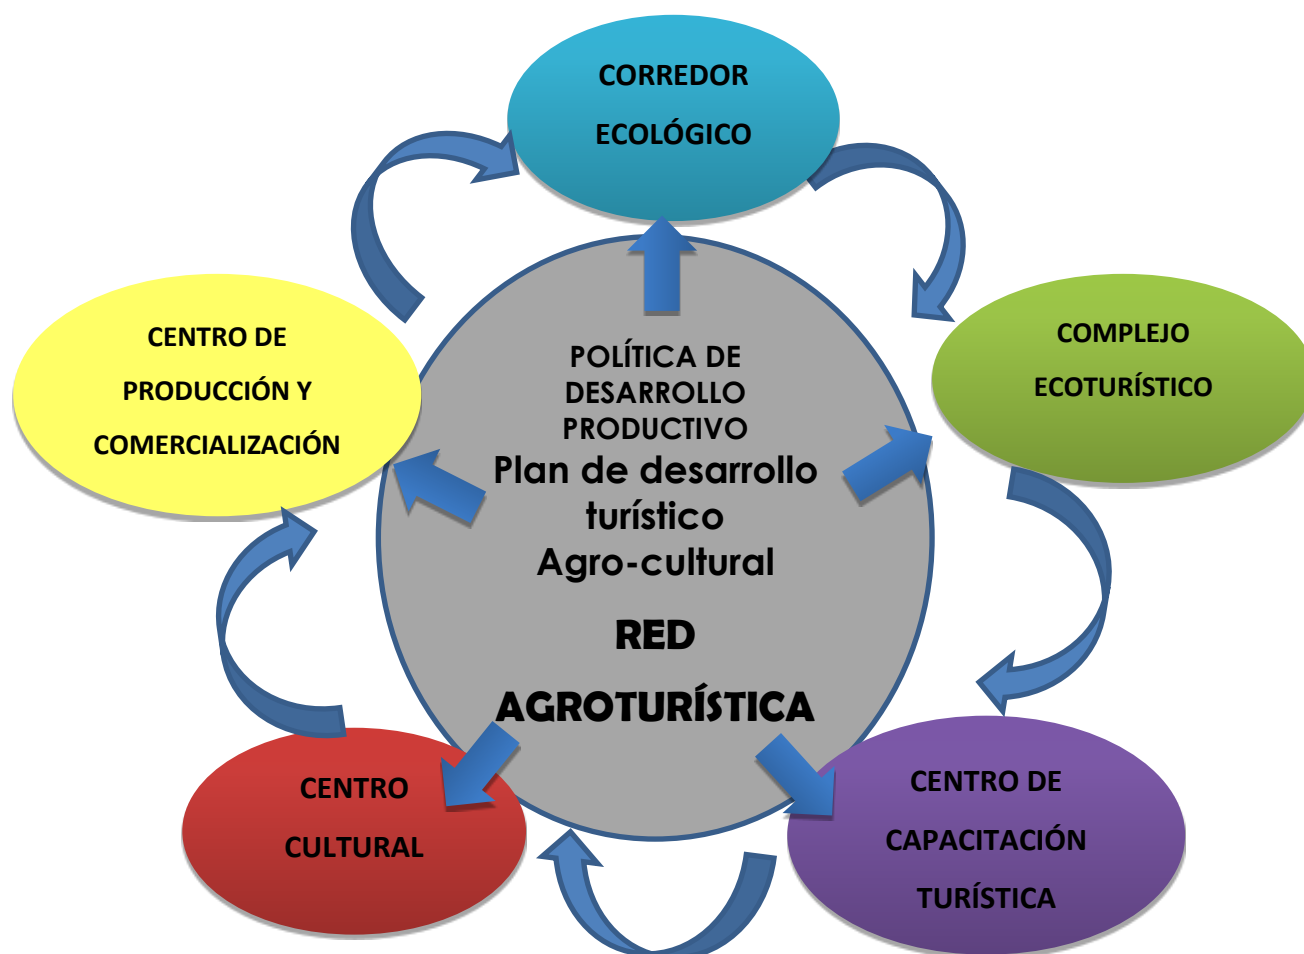 CORREDOR
ECOLÓGICO
COMPLEJO
ECOTURÍSTICO
CENTRO DE
PRODUCCIÓN Y
COMERCIALIZACIÓN
POLÍTICA DE
DESARROLLO
PRODUCTIVO
Plan de desarrollo
turístico
Agro-cultural
RED
AGROTURÍSTICA
CENTRO
CULTURAL
CENTRO DE
CAPACITACIÓN
TURÍSTICA